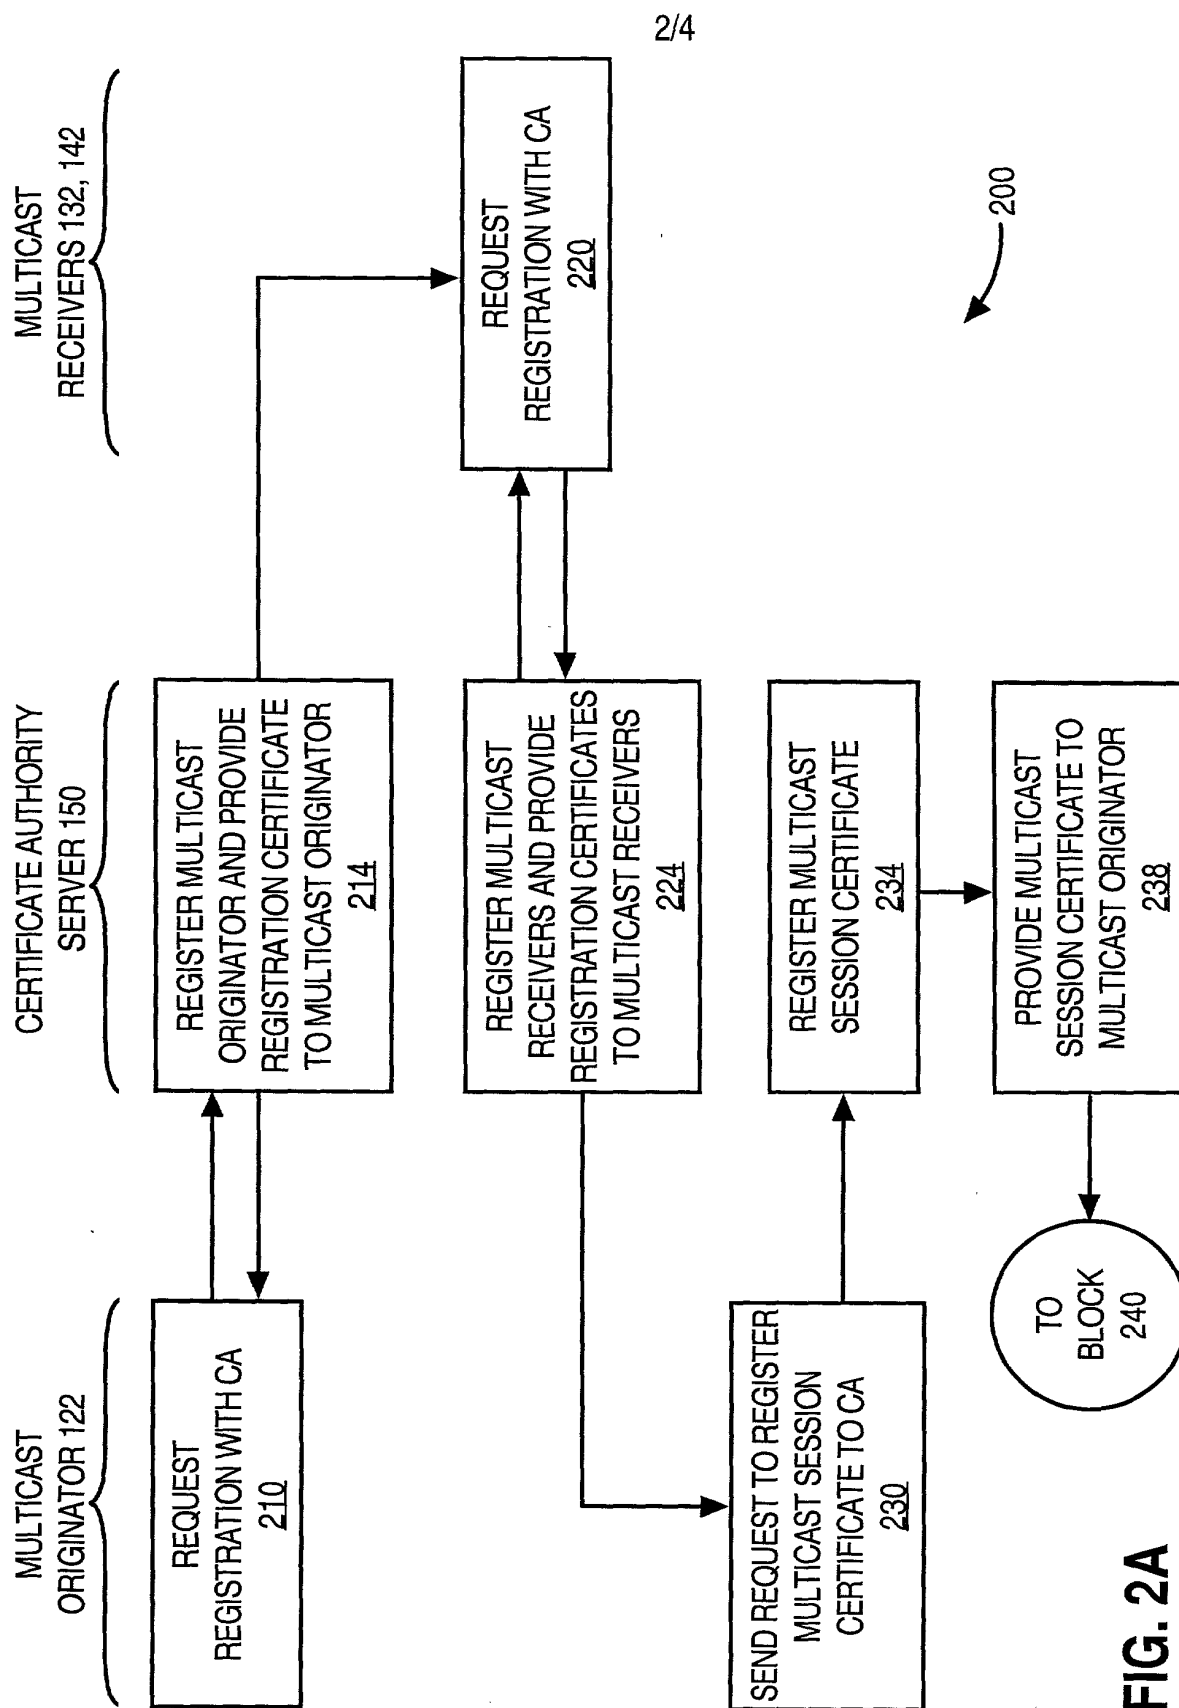 2/4
MULTICAST
ORIGINATOR 122
CERTIFICATE AUTHORITY
SERVER 150
MULTICAST
RECEIVERS 132, 142
REQUEST
REGISTRATION WITH CA
210
REGISTER MULTICAST
ORIGINATOR AND PROVIDE
REGISTRATION CERTIFICATE
TO MULTICAST ORIGINATOR
214
REQUEST
REGISTRATION WITH CA
220
REGISTER MULTICAST
RECEIVERS AND PROVIDE
REGISTRATION CERTIFICATES
TO MULTICAST RECEIVERS
224
SEND REQUEST TO REGISTER
MULTICAST SESSION
CERTIFICATE TO CA
230
REGISTER MULTICAST
SESSION CERTIFICATE
234
PROVIDE MULTICAST
SESSION CERTIFICATE TO
MULTICAST ORIGINATOR
238
TO
BLOCK
240
200
FIG. 2A